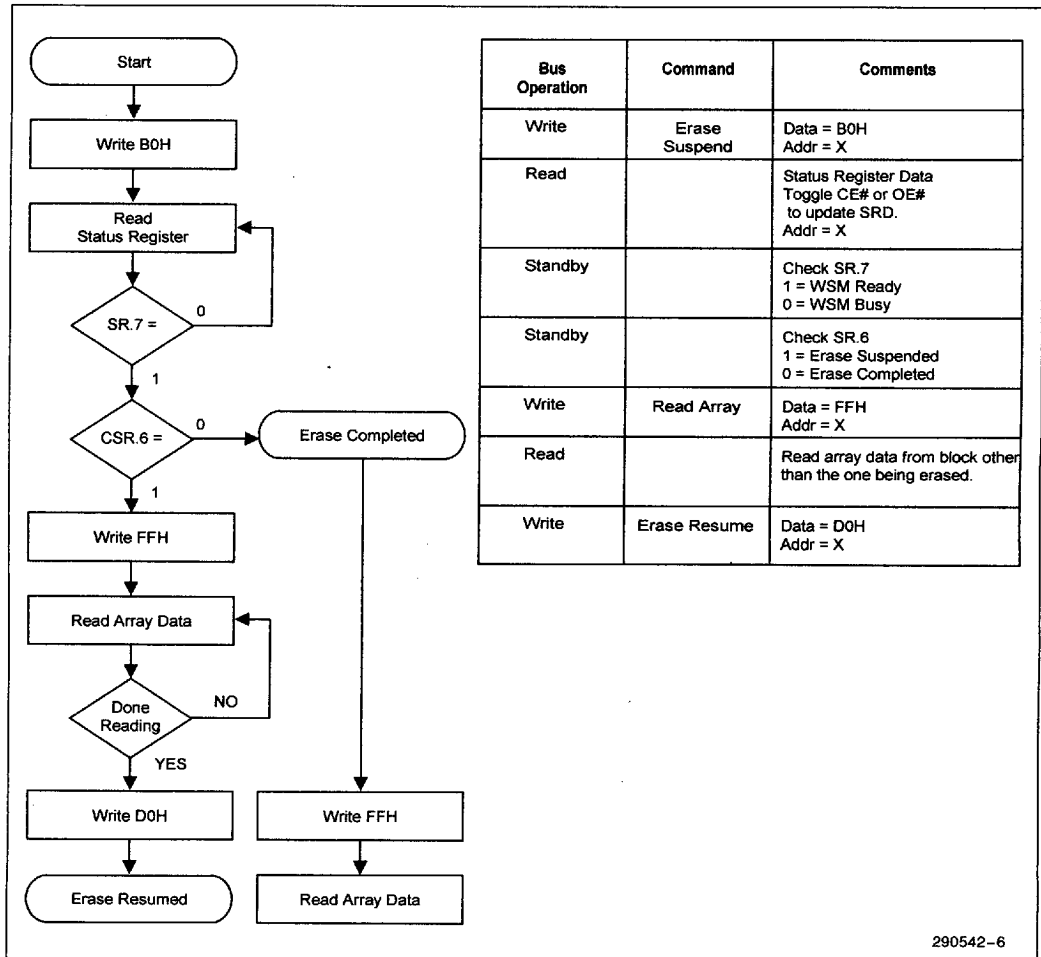 Start
Write B0H
Read
Status Register
SR.7 =
0
1
CSR.6 =
0
Erase Completed
1
Write FFH
Read Array Data
Done
Reading
NO
YES
Write D0H
Write FFH
Erase Resumed
Read Array Data
Bus
Operation
Command
Comments
Write
Erase
Suspend
Data = B0H
Addr = X
Read
Status Register Data
Toggle CE# or OE#
to update SRD.
Addr = X
Standby
Check SR.7
1 = WSM Ready
0 = WSM Busy
Standby
Check SR.6
1 = Erase Suspended
0 = Erase Completed
Write
Read Array
Data = FFH
Addr = X
Read
Read array data from block other
than the one being erased.
Write
Erase Resume
Data = D0H
Addr = X
290542-6